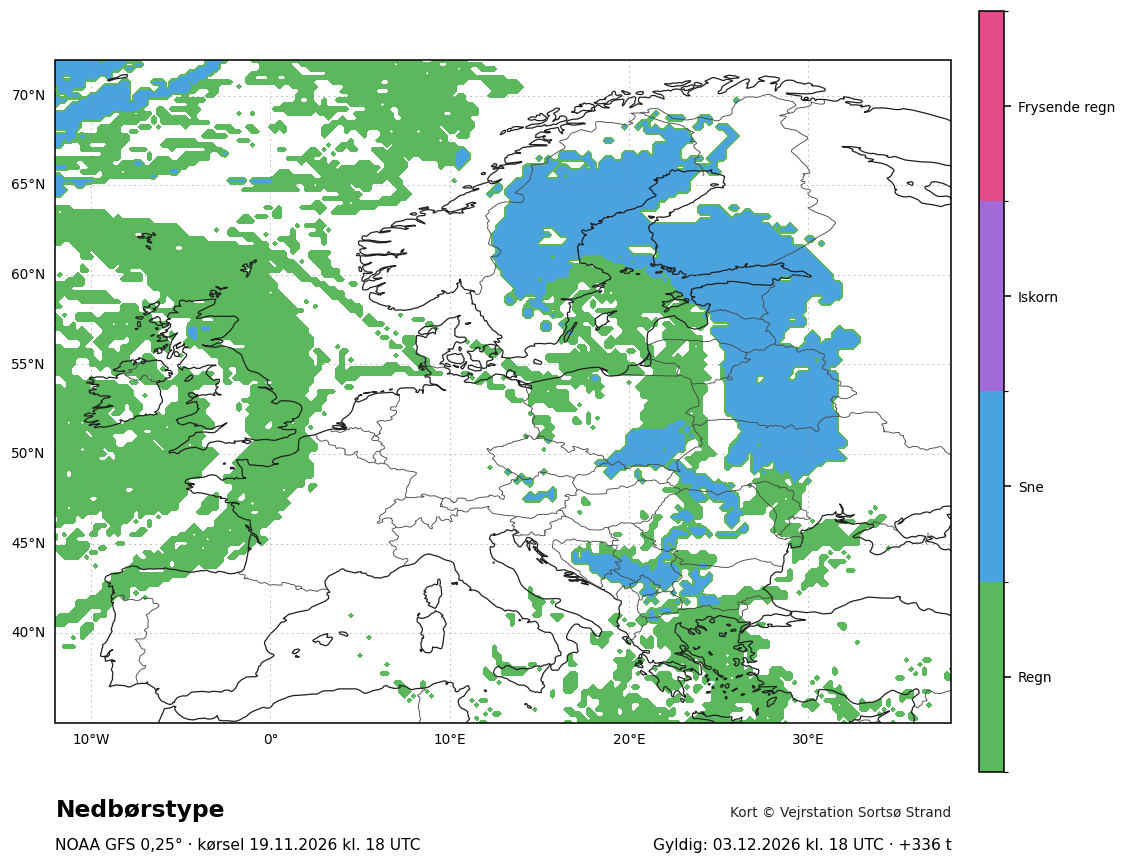 70°N
65°N
60°N
55°N
50°N
45°N
40°N
10°W
0°
10°E
20°E
30°E
Frysende regn
Iskorn
Sne
Regn
Nedbørstype
Kort © Vejrstation Sortsø Strand
NOAA GFS 0,25° · kørsel 19.11.2026 kl. 18 UTC
Gyldig: 03.12.2026 kl. 18 UTC · +336 t